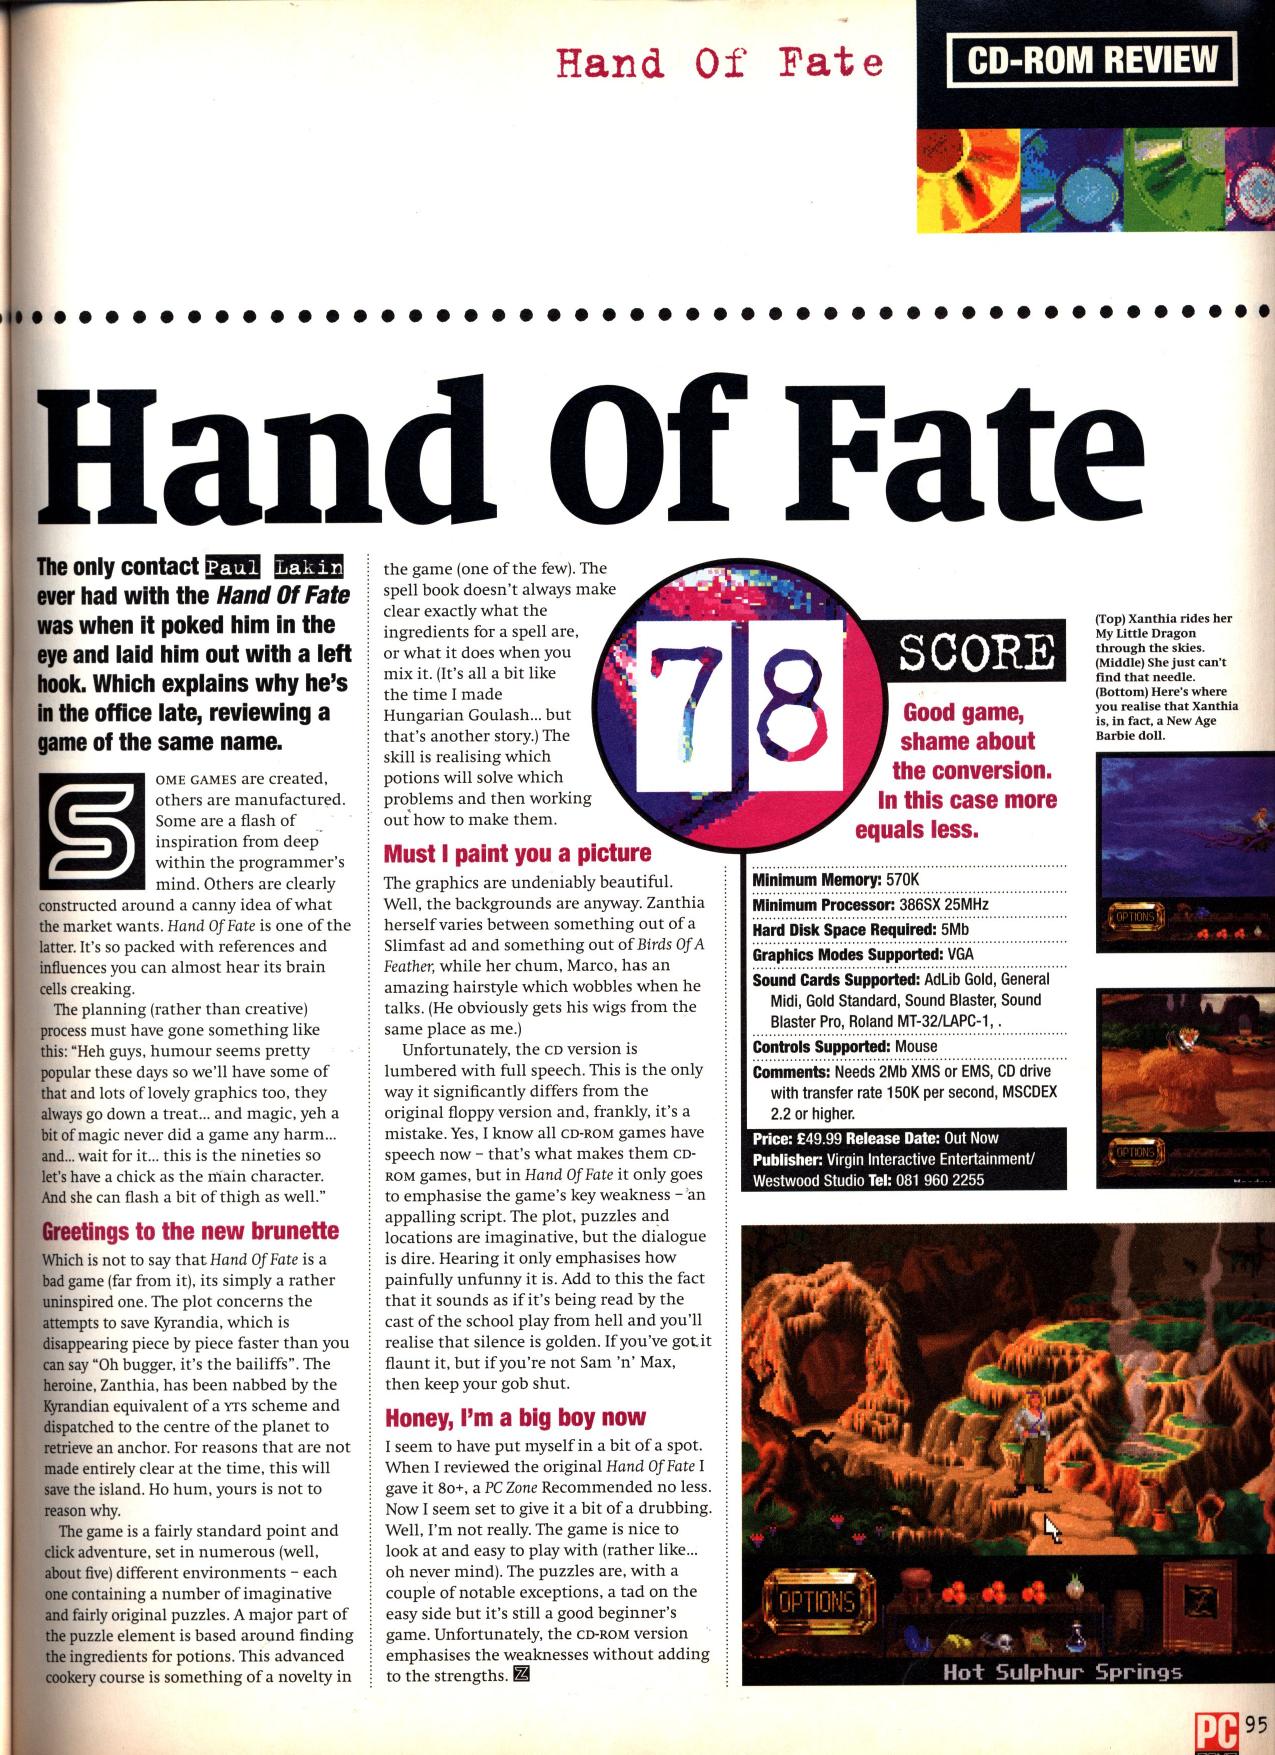 Hand Of Fate
CD-ROM REVIEW
Hand Of Fate
The only contact Paul Lakin
ever had with the Hand Of Fate
was when it poked him in the
eye and laid him out with a left
hook. Which explains why he's
in the office late, reviewing a
game of the same name.
SOME GAMES are created,
others are manufactured.
Some are a flash of
inspiration from deep
within the programmer's
mind. Others are clearly
constructed around a canny idea of what
the market wants. Hand Of Fate is one of the
latter. It's so packed with references and
influences you can almost hear its brain
cells creaking.
The planning (rather than creative)
process must have gone something like
this: “Heh guys, humour seems pretty
popular these days so we'll have some of
that and lots of lovely graphics too, they
always go down a treat... and magic, yeh a
bit of magic never did a game any harm...
and... wait for it... this is the nineties so
let's have a chick as the main character.
And she can flash a bit of thigh as well.”
Greetings to the new brunette
Which is not to say that Hand Of Fate is a
bad game (far from it), its simply a rather
uninspired one. The plot concerns the
attempts to save Kyrandia, which is
disappearing piece by piece faster than you
can say “Oh bugger, it's the bailiffs”. The
heroine, Zanthia, has been nabbed by the
Kyrandian equivalent of a YTS scheme and
dispatched to the centre of the planet to
retrieve an anchor. For reasons that are not
made entirely clear at the time, this will
save the island. Ho hum, yours is not to
reason why.
The game is a fairly standard point and
click adventure, set in numerous (well,
about five) different environments – each
one containing a number of imaginative
and fairly original puzzles. A major part of
the puzzle element is based around finding
the ingredients for potions. This advanced
cookery course is something of a novelty in
the game (one of the few). The
spell book doesn't always make
clear exactly what the
ingredients for a spell are,
or what it does when you
mix it. (It's all a bit like
the time I made
Hungarian Goulash... but
that's another story.) The
skill is realising which
potions will solve which
problems and then working
out how to make them.
Must I paint you a picture
The graphics are undeniably beautiful.
Well, the backgrounds are anyway. Zanthia
herself varies between something out of a
Slimfast ad and something out of Birds Of A
Feather, while her chum, Marco, has an
amazing hairstyle which wobbles when he
talks. (He obviously gets his wigs from the
same place as me.)
Unfortunately, the CD version is
lumbered with full speech. This is the only
way it significantly differs from the
original floppy version and, frankly, it's a
mistake. Yes, I know all CD-ROM games have
speech now – that's what makes them CD-
ROM games, but in Hand Of Fate it only goes
to emphasise the game's key weakness – an
appalling script. The plot, puzzles and
locations are imaginative, but the dialogue
is dire. Hearing it only emphasises how
painfully unfunny it is. Add to this the fact
that it sounds as if it's being read by the
cast of the school play from hell and you'll
realise that silence is golden. If you've got it
flaunt it, but if you're not Sam 'n' Max,
then keep your gob shut.
Honey, I'm a big boy now
I seem to have put myself in a bit of a spot.
When I reviewed the original Hand Of Fate I
gave it 80+, a PC Zone Recommended no less.
Now I seem set to give it a bit of a drubbing.
Well, I'm not really. The game is nice to
look at and easy to play with (rather like...
oh never mind). The puzzles are, with a
couple of notable exceptions, a tad on the
easy side but it's still a good beginner's
game. Unfortunately, the CD-ROM version
emphasises the weaknesses without adding
to the strengths. Z
78
SCORE
Good game,
shame about
the conversion.
In this case more
equals less.
Minimum Memory: 570K
Minimum Processor: 386SX 25MHz
Hard Disk Space Required: 5Mb
Graphics Modes Supported: VGA
Sound Cards Supported: AdLib Gold, General
Midi, Gold Standard, Sound Blaster, Sound
Blaster Pro, Roland MT-32/LAPC-1, .
Controls Supported: Mouse
Comments: Needs 2Mb XMS or EMS, CD drive
with transfer rate 150K per second, MSCDEX
2.2 or higher.
Price: £49.99 Release Date: Out Now
Publisher: Virgin Interactive Entertainment/
Westwood Studio Tel: 081 960 2255
(Top) Xanthia rides her
My Little Dragon
through the skies.
(Middle) She just can't
find that needle.
(Bottom) Here's where
you realise that Xanthia
is, in fact, a New Age
Barbie doll.
OPTIONS
OPTIONS
OPTIONS
Hot Sulphur Springs
PC 95